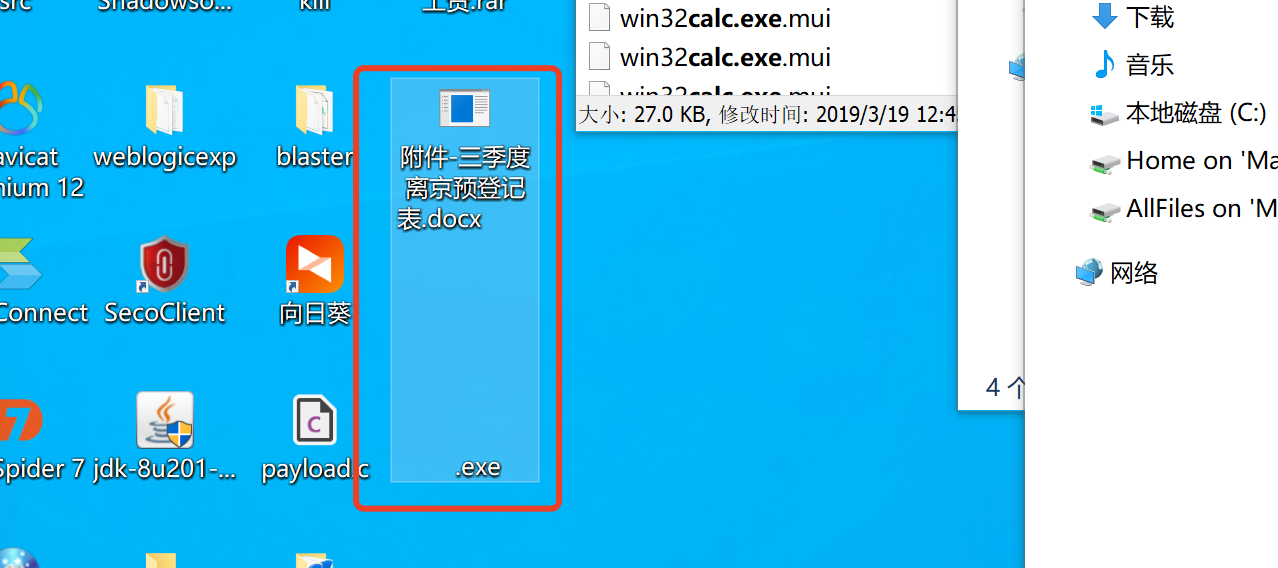 src
Shadowso...
kill
工资.rar
avicat
nium 12
weblogicexp
blaster
附件-三季度
离京预登记
表.docx
.exe
Connect
SecoClient
向日葵
Spider 7
jdk-8u201-...
payload.c
win32calc.exe.mui
win32calc.exe.mui
win32calc.exe.mui
大小: 27.0 KB, 修改时间: 2019/3/19 12:4
4 个
下载
音乐
本地磁盘 (C:)
Home on 'Ma
AllFiles on 'M
网络